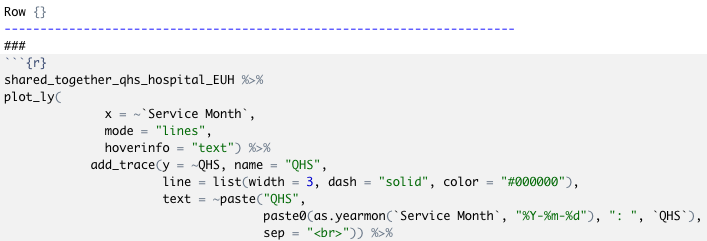 Row {}
-----------------------------------------------------------------------
###
```{r}
shared_together_qhs_hospital_EUH %>%
plot_ly(
x = ~`Service Month`,
mode = "lines",
hoverinfo = "text") %>%
add_trace(y = ~QHS, name = "QHS",
line = list(width = 3, dash = "solid", color = "#000000"),
text = ~paste("QHS",
paste0(as.yearmon(`Service Month`, "%Y-%m-%d"), ": ", `QHS`),
sep = "<br>")) %>%